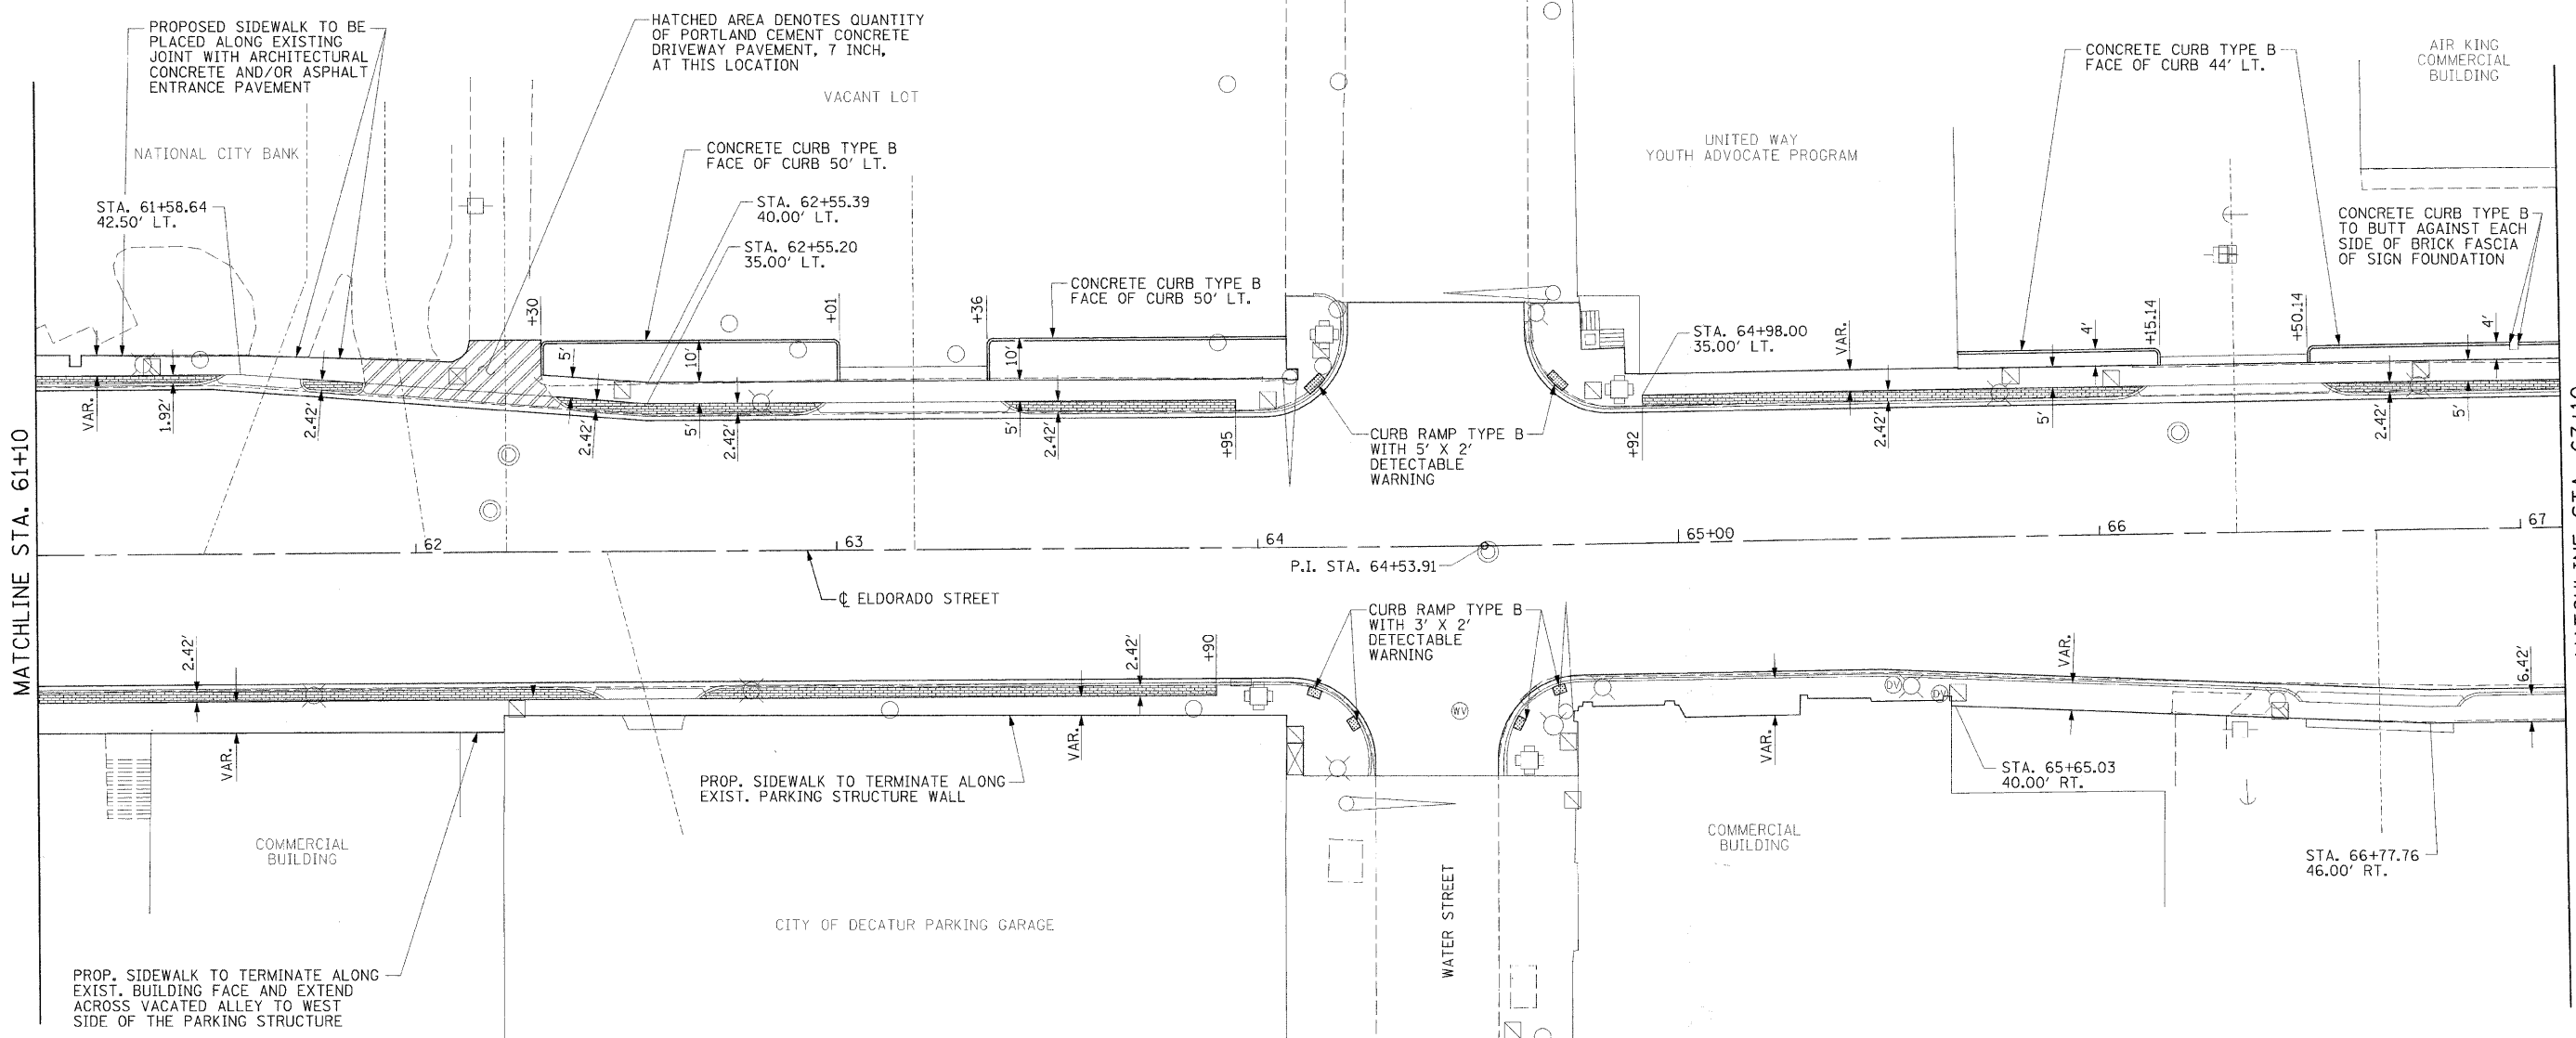 PROPOSED SIDEWALK TO BE
PLACED ALONG EXISTING
JOINT WITH ARCHITECTURAL
CONCRETE AND/OR ASPHALT
ENTRANCE PAVEMENT
HATCHED AREA DENOTES QUANTITY
OF PORTLAND CEMENT CONCRETE
DRIVEWAY PAVEMENT, 7 INCH,
AT THIS LOCATION
VACANT LOT
CONCRETE CURB TYPE B
FACE OF CURB 44' LT.
AIR KING
COMMERCIAL
BUILDING
NATIONAL CITY BANK
CONCRETE CURB TYPE B
FACE OF CURB 50' LT.
UNITED WAY
YOUTH ADVOCATE PROGRAM
STA. 61+58.64
42.50' LT.
STA. 62+55.39
40.00' LT.
STA. 62+55.20
35.00' LT.
CONCRETE CURB TYPE B
TO BUTT AGAINST EACH
SIDE OF BRICK FASCIA
OF SIGN FOUNDATION
CONCRETE CURB TYPE B
FACE OF CURB 50' LT.
+30
+01
+36
STA. 64+98.00
35.00' LT.
VAR.
4'
+15.14
+50.14
4'
5'
10'
10'
VAR.
1.92'
2.42'
2.42'
5'
2.42'
5'
2.42'
+95
CURB RAMP TYPE B
WITH 5' X 2'
DETECTABLE
WARNING
+92
2.42'
5'
2.42'
5'
MATCHLINE STA. 61+10
62
63
64
65+00
66
67
P.I. STA. 64+53.91
℄ ELDORADO STREET
CURB RAMP TYPE B
WITH 3' X 2'
DETECTABLE
WARNING
2.42'
2.42'
+90
VAR.
6.42'
WV
DV
DV
VAR.
VAR.
VAR.
PROP. SIDEWALK TO TERMINATE ALONG
EXIST. PARKING STRUCTURE WALL
STA. 65+65.03
40.00' RT.
COMMERCIAL
BUILDING
COMMERCIAL
BUILDING
STA. 66+77.76
46.00' RT.
WATER STREET
CITY OF DECATUR PARKING GARAGE
PROP. SIDEWALK TO TERMINATE ALONG
EXIST. BUILDING FACE AND EXTEND
ACROSS VACATED ALLEY TO WEST
SIDE OF THE PARKING STRUCTURE